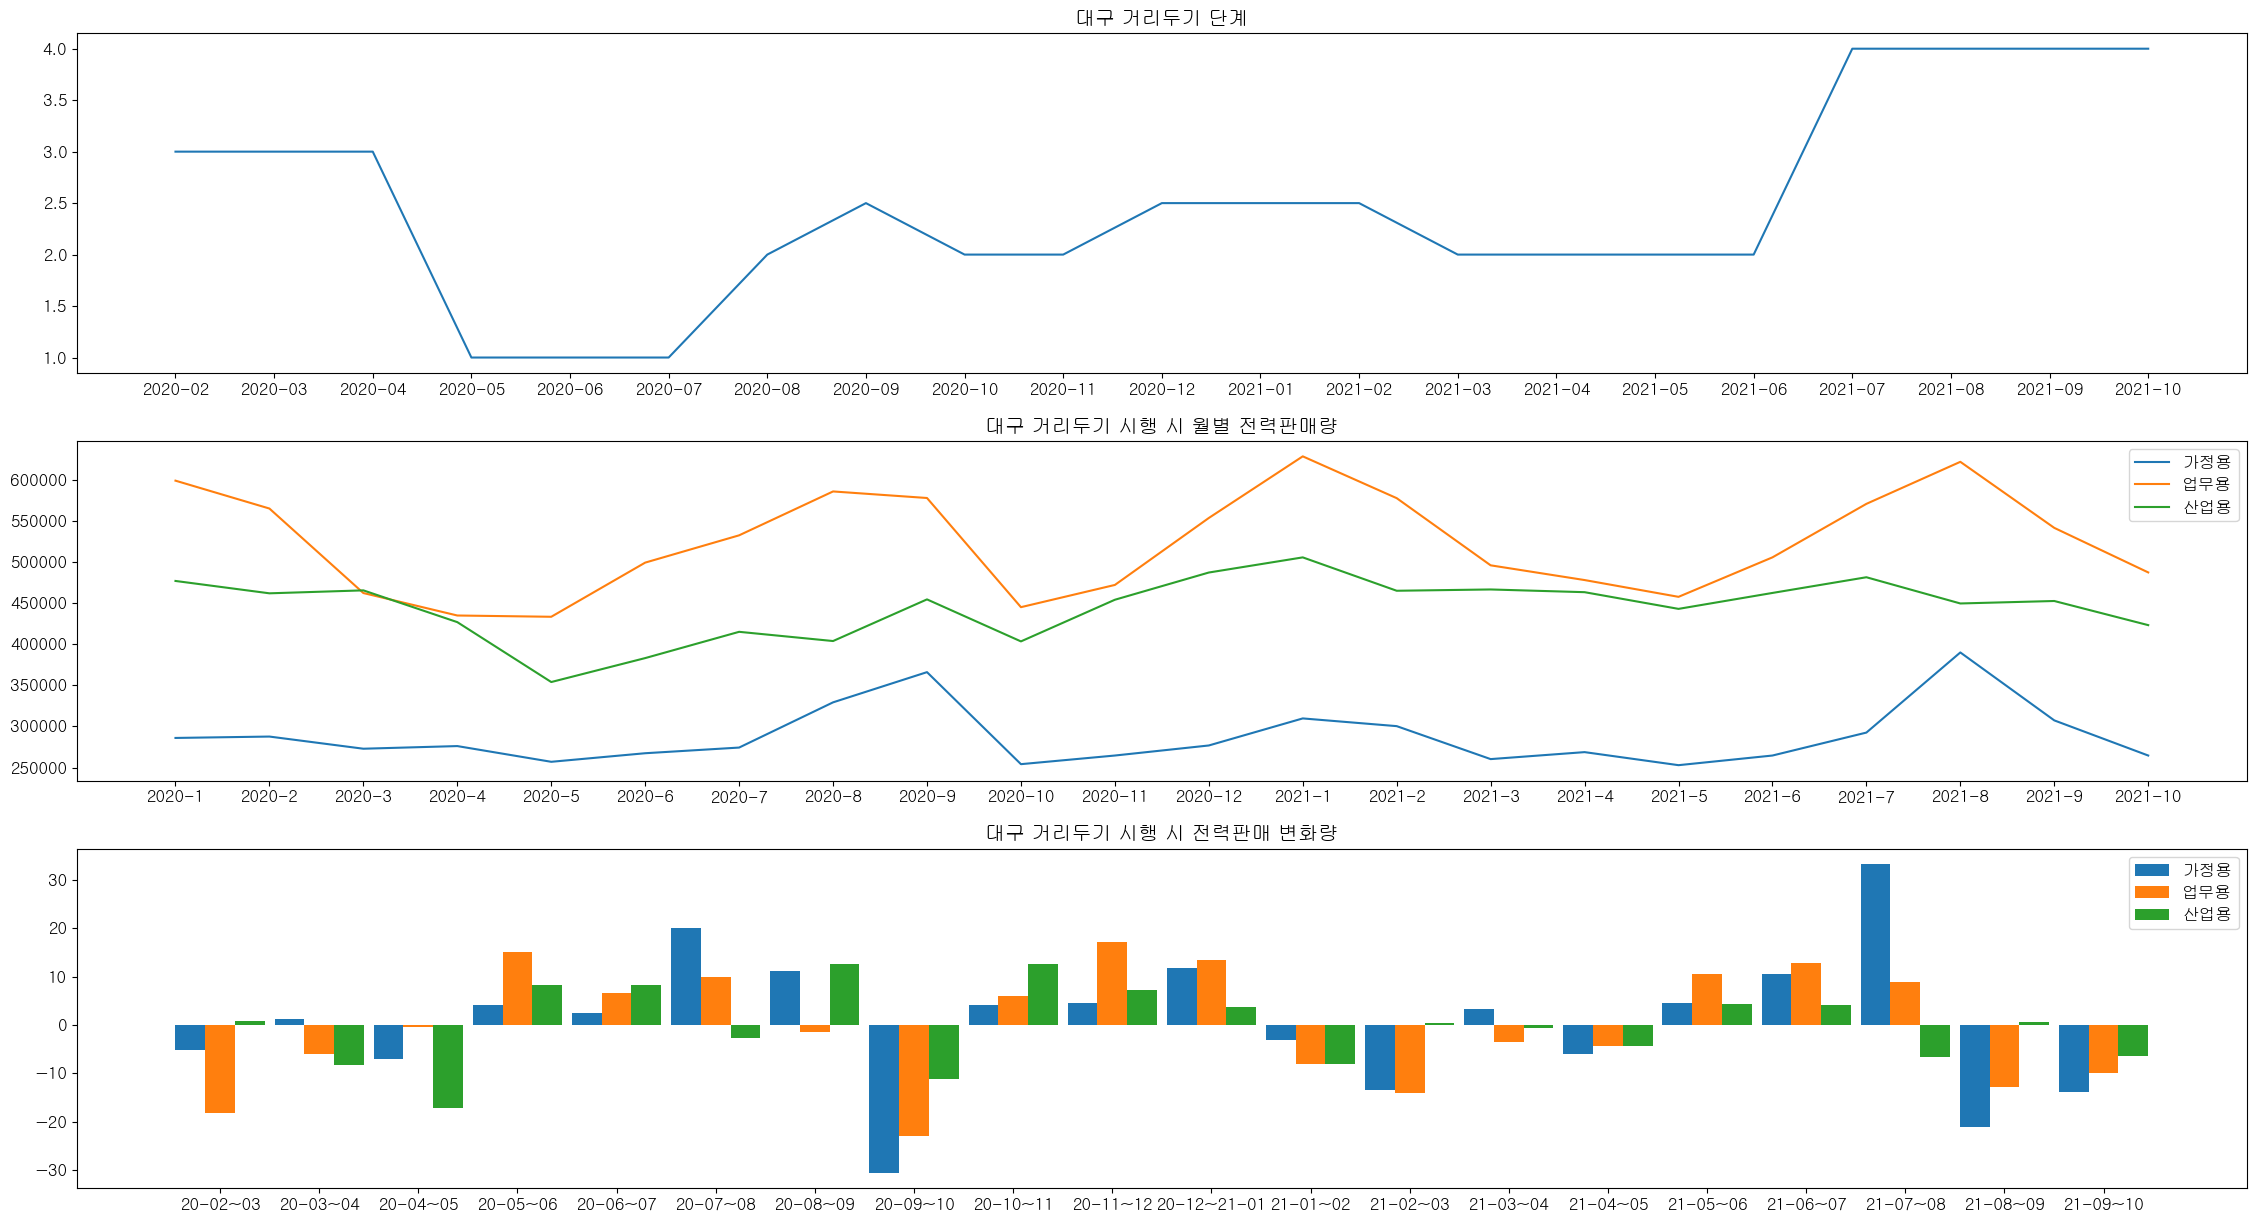 대구 거리두기 단계
4.0
3.5
3.0
2.5
2.0
1.5
1.0
2020-02 2020-03 2020-04 2020-05 2020-06 2020-07 2020-08 2020-09 2020-10 2020-11 2020-12 2021-01 2021-02 2021-03 2021-04 2021-05 2021-06 2021-07 2021-08 2021-09 2021-10
대구 거리두기 시행 시 월별 전력판매량
600000
550000
500000
450000
400000
350000
300000
250000
가정용
업무용
산업용
2020-1 2020-2 2020-3 2020-4 2020-5 2020-6 2020-7 2020-8 2020-9 2020-10 2020-11 2020-12 2021-1 2021-2 2021-3 2021-4 2021-5 2021-6 2021-7 2021-8 2021-9 2021-10
대구 거리두기 시행 시 전력판매 변화량
30
20
10
0
−10
−20
−30
가정용
업무용
산업용
20-02~03 20-03~04 20-04~05 20-05~06 20-06~07 20-07~08 20-08~09 20-09~10 20-10~11 20-11~12 20-12~21-01 21-01~02 21-02~03 21-03~04 21-04~05 21-05~06 21-06~07 21-07~08 21-08~09 21-09~10